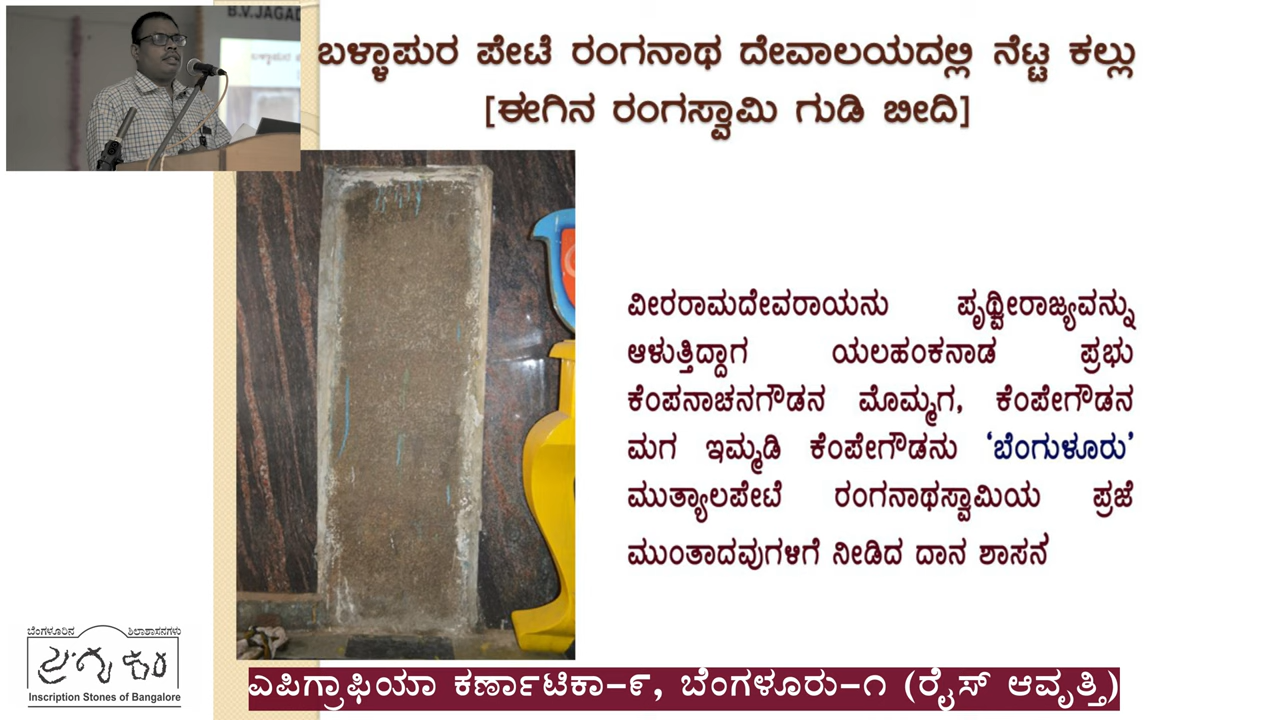 B.V.JAGAD
ಬಳ್ಳಾಪುರ ಪೇಟೆ ರಂಗನಾಥ ದೇವಾಲಯದಲ್ಲಿ ನೆಟ್ಟ ಕಲ್ಲು
[ಈಗಿನ ರಂಗಸ್ವಾಮಿ ಗುಡಿ ಬೀದಿ]
ವೀರರಾಮದೇವರಾಯನು ಪೃಥ್ವೀರಾಜ್ಯವನ್ನು
ಆಳುತ್ತಿದ್ದಾಗ ಯಲಹಂಕನಾಡ ಪ್ರಭು
ಕೆಂಪನಾಚನಗೌಡನ ಮೊಮ್ಮಗ, ಕೆಂಪೇಗೌಡನ
ಮಗ ಇಮ್ಮಡಿ ಕೆಂಪೇಗೌಡನು ‘ಬೆಂಗುಳೂರು’
ಮುತ್ಯಾಲಪೇಟೆ ರಂಗನಾಥಸ್ವಾಮಿಯ ಪ್ರಜೆ
ಮುಂತಾದವುಗಳಿಗೆ ನೀಡಿದ ದಾನ ಶಾಸನ
ಬೆಂಗಳೂರಿನ ಶಿಲಾಶಾಸನಗಳು
Inscription Stones of Bangalore
ಎಪಿಗ್ರಾಫಿಯಾ ಕರ್ಣಾಟಿಕಾ-೯, ಬೆಂಗಳೂರು-೧ (ರೈಸ್ ಆವೃತ್ತಿ)